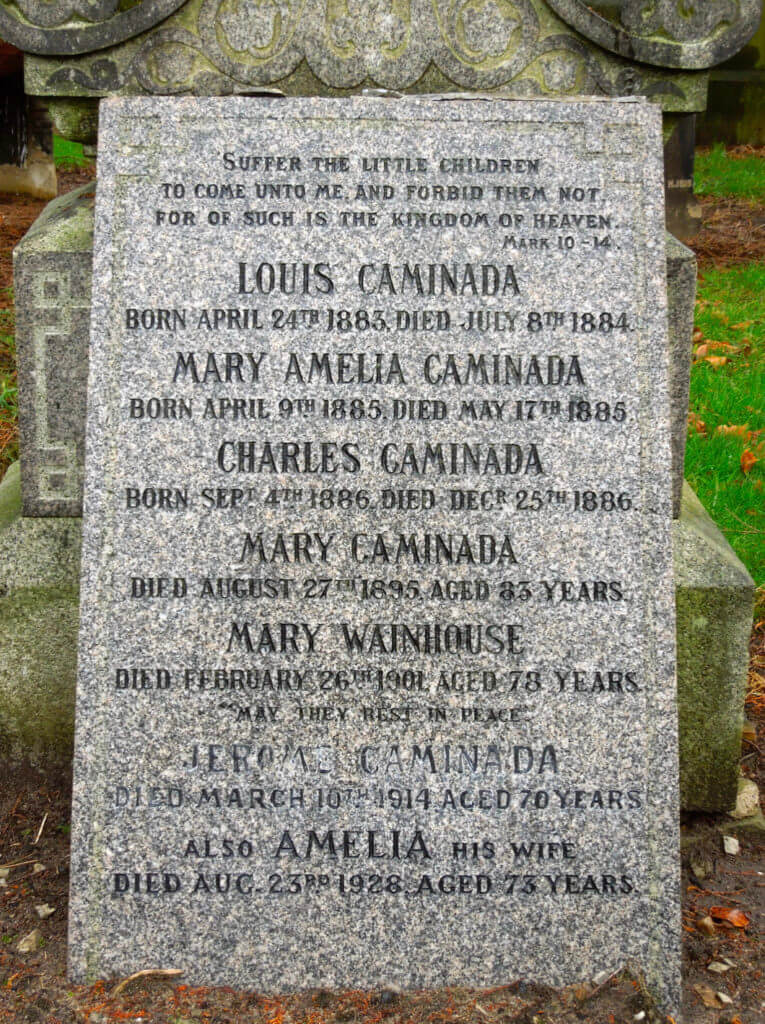 SUFFER THE LITTLE CHILDREN
TO COME UNTO ME, AND FORBID THEM NOT,
FOR OF SUCH IS THE KINGDOM OF HEAVEN.
MARK 10-14.
LOUIS CAMINADA
BORN APRIL 24TH 1883, DIED JULY 8TH 1884.
MARY AMELIA CAMINADA
BORN APRIL 9TH 1885, DIED MAY 17TH 1885.
CHARLES CAMINADA
BORN SEPT 4TH 1886, DIED DECR 25TH 1886.
MARY CAMINADA
DIED AUGUST 27TH 1895, AGED 83 YEARS.
MARY WAINHOUSE
DIED FEBRUARY 26TH 1901, AGED 78 YEARS.
"MAY THEY REST IN PEACE".
JEROME CAMINADA
DIED MARCH 10TH 1914 AGED 70 YEARS
ALSO AMELIA HIS WIFE
DIED AUG. 23RD 1928, AGED 73 YEARS.